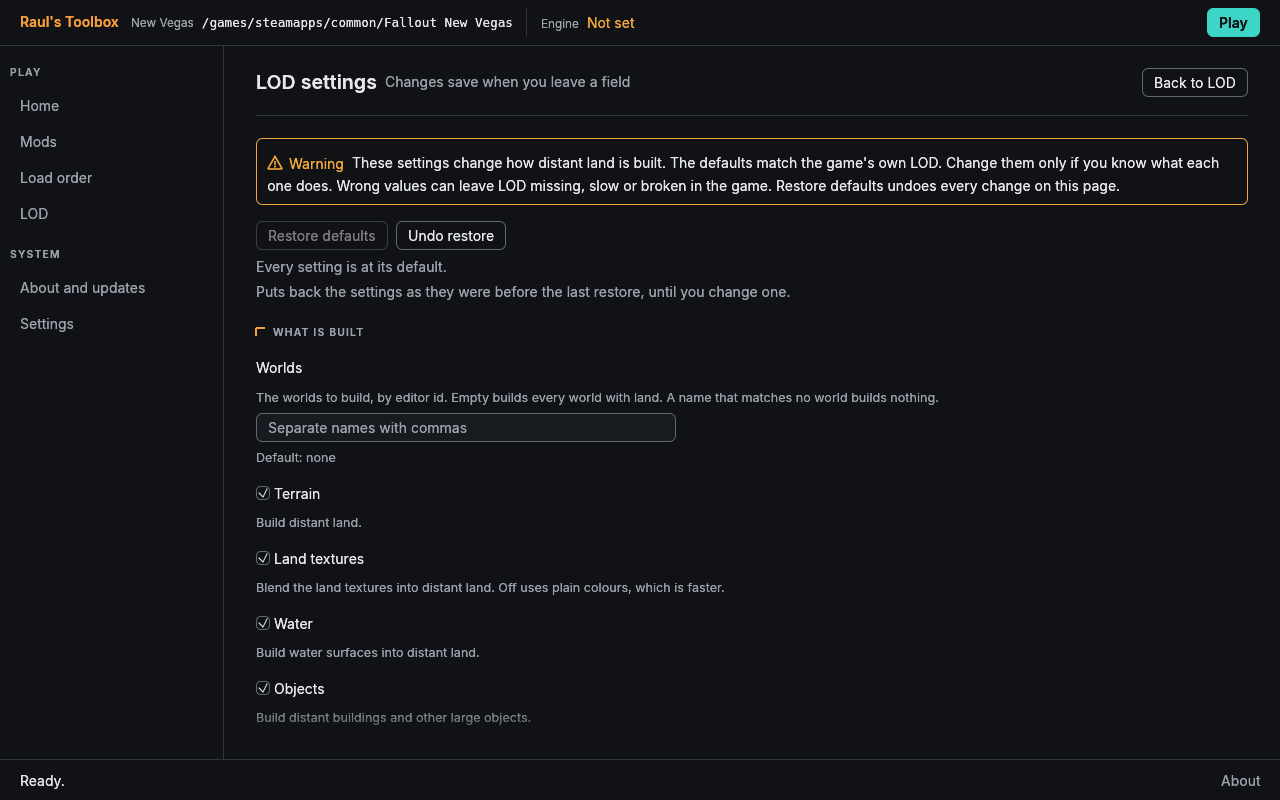 Raul's Toolbox New Vegas /games/steamapps/common/Fallout New Vegas Engine Not set Play
PLAY
Home
Mods
Load order
LOD
SYSTEM
About and updates
Settings
LOD settings Changes save when you leave a field Back to LOD
Warning These settings change how distant land is built. The defaults match the game's own LOD. Change them only if you know what each
one does. Wrong values can leave LOD missing, slow or broken in the game. Restore defaults undoes every change on this page.
Restore defaults Undo restore
Every setting is at its default.
Puts back the settings as they were before the last restore, until you change one.
WHAT IS BUILT
Worlds
The worlds to build, by editor id. Empty builds every world with land. A name that matches no world builds nothing.
Separate names with commas
Default: none
Terrain
Build distant land.
Land textures
Blend the land textures into distant land. Off uses plain colours, which is faster.
Water
Build water surfaces into distant land.
Objects
Build distant buildings and other large objects.
Ready. About